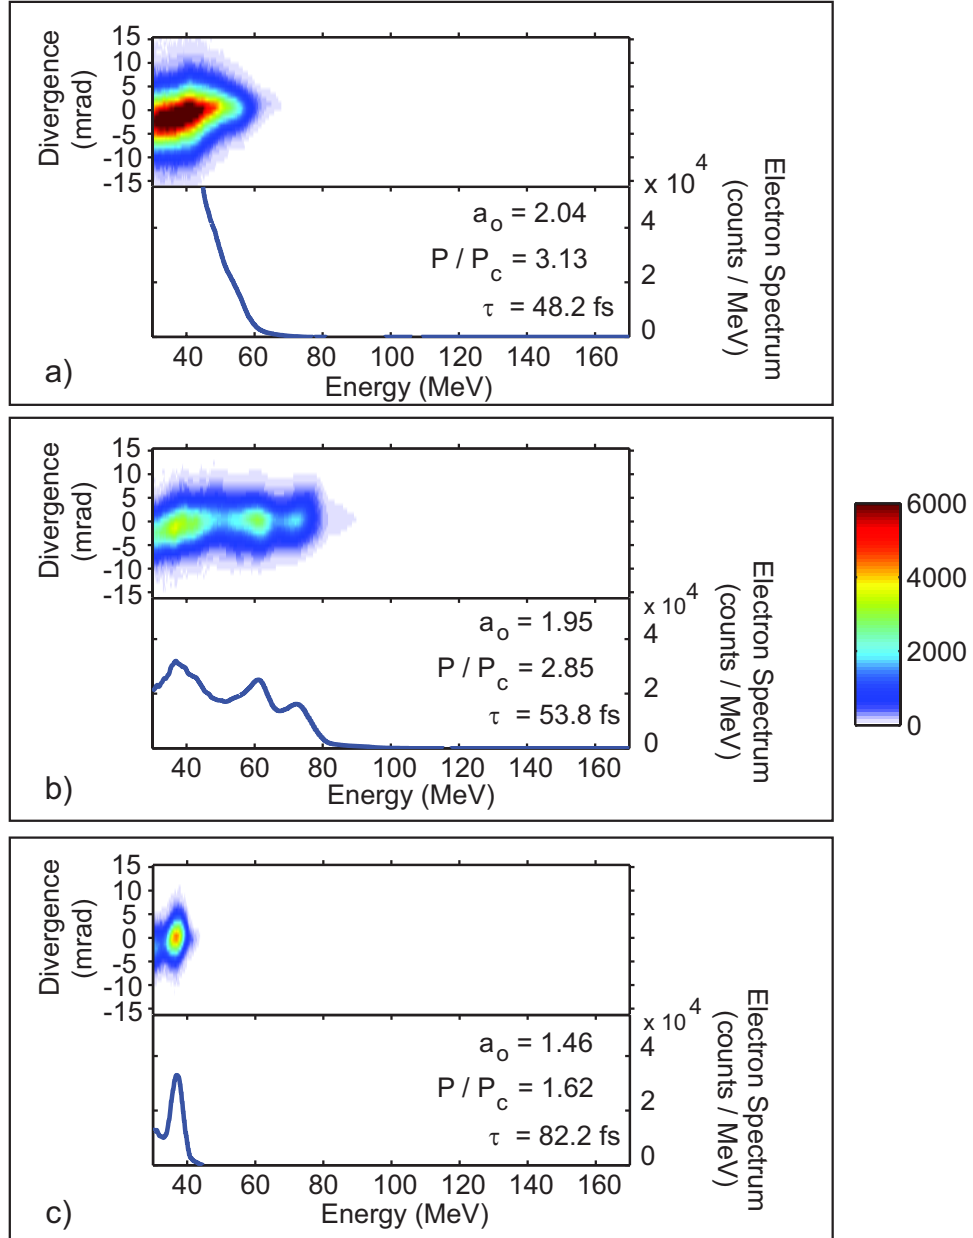 15
10
5
0
-5
-10
-15
Divergence
(mrad)
x 10 4
4
2
0
Electron Spectrum
(counts / MeV)
a o = 2.04
P / P c = 3.13
τ = 48.2 fs
40 60 80 100 120 140 160
Energy (MeV)
a)
15
10
5
0
-5
-10
-15
Divergence
(mrad)
x 10 4
4
2
0
Electron Spectrum
(counts / MeV)
a o = 1.95
P / P c = 2.85
τ = 53.8 fs
40 60 80 100 120 140 160
Energy (MeV)
b)
6000
4000
2000
0
15
10
5
0
-5
-10
-15
Divergence
(mrad)
x 10 4
4
2
0
Electron Spectrum
(counts / MeV)
a o = 1.46
P / P c = 1.62
τ = 82.2 fs
40 60 80 100 120 140 160
Energy (MeV)
c)